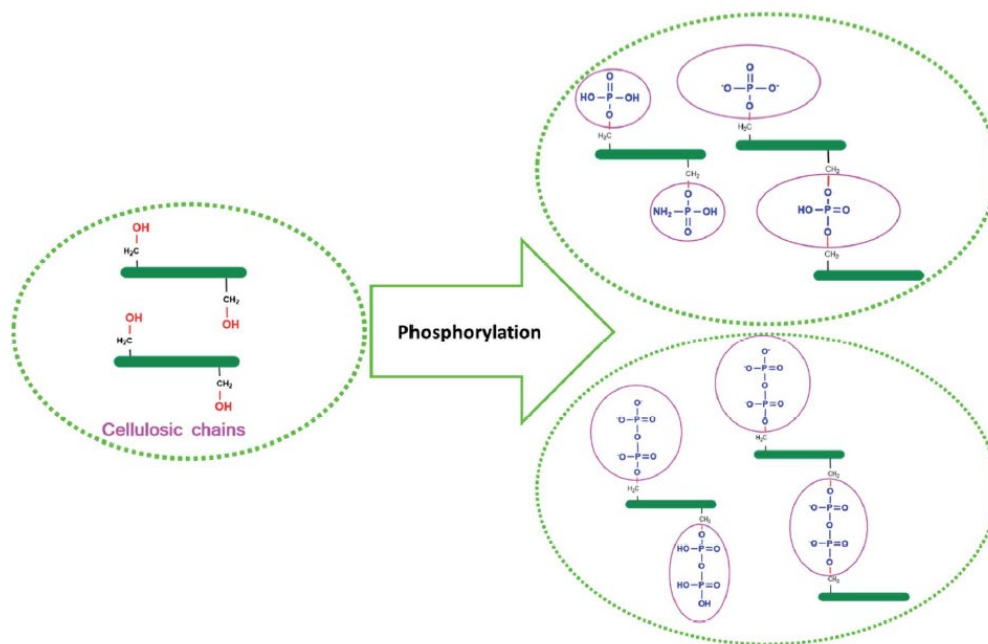 OH
H₂C
CH₂
OH
OH
H₂C
CH₂
OH
Cellulosic chains
Phosphorylation
O
HO-P-OH
O
H₂C
CH₂
O
NH₂-P-OH
O
O
⁻O-P-O⁻
O
H₂C
CH₂
O
HO-P=O
O
CH₂
O⁻
⁻O-P=O
O
⁻O-P=O
O
H₂C
CH₂
O
HO-P=O
O
HO-P=O
OH
O⁻
⁻O-P=O
O
⁻O-P=O
O
H₂C
CH₂
O
⁻O-P=O
O
⁻O-P=O
O
CH₂